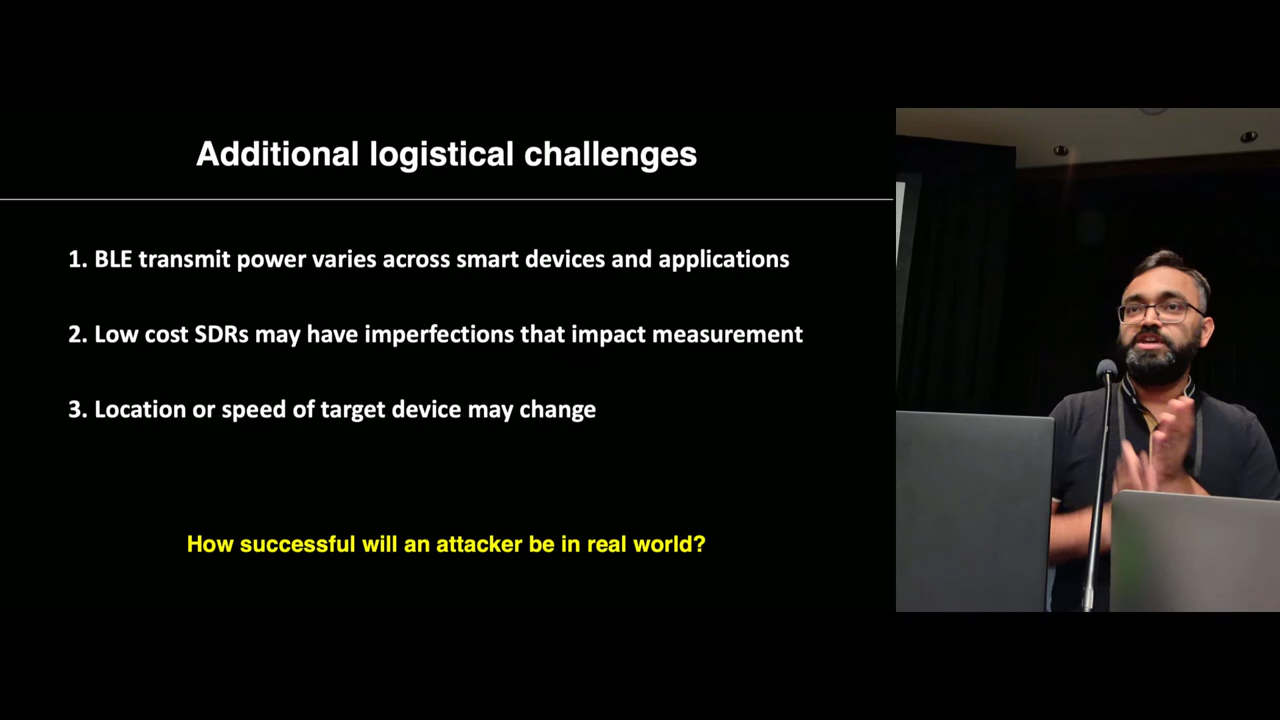 Additional logistical challenges
1. BLE transmit power varies across smart devices and applications
2. Low cost SDRs may have imperfections that impact measurement
3. Location or speed of target device may change
How successful will an attacker be in real world?